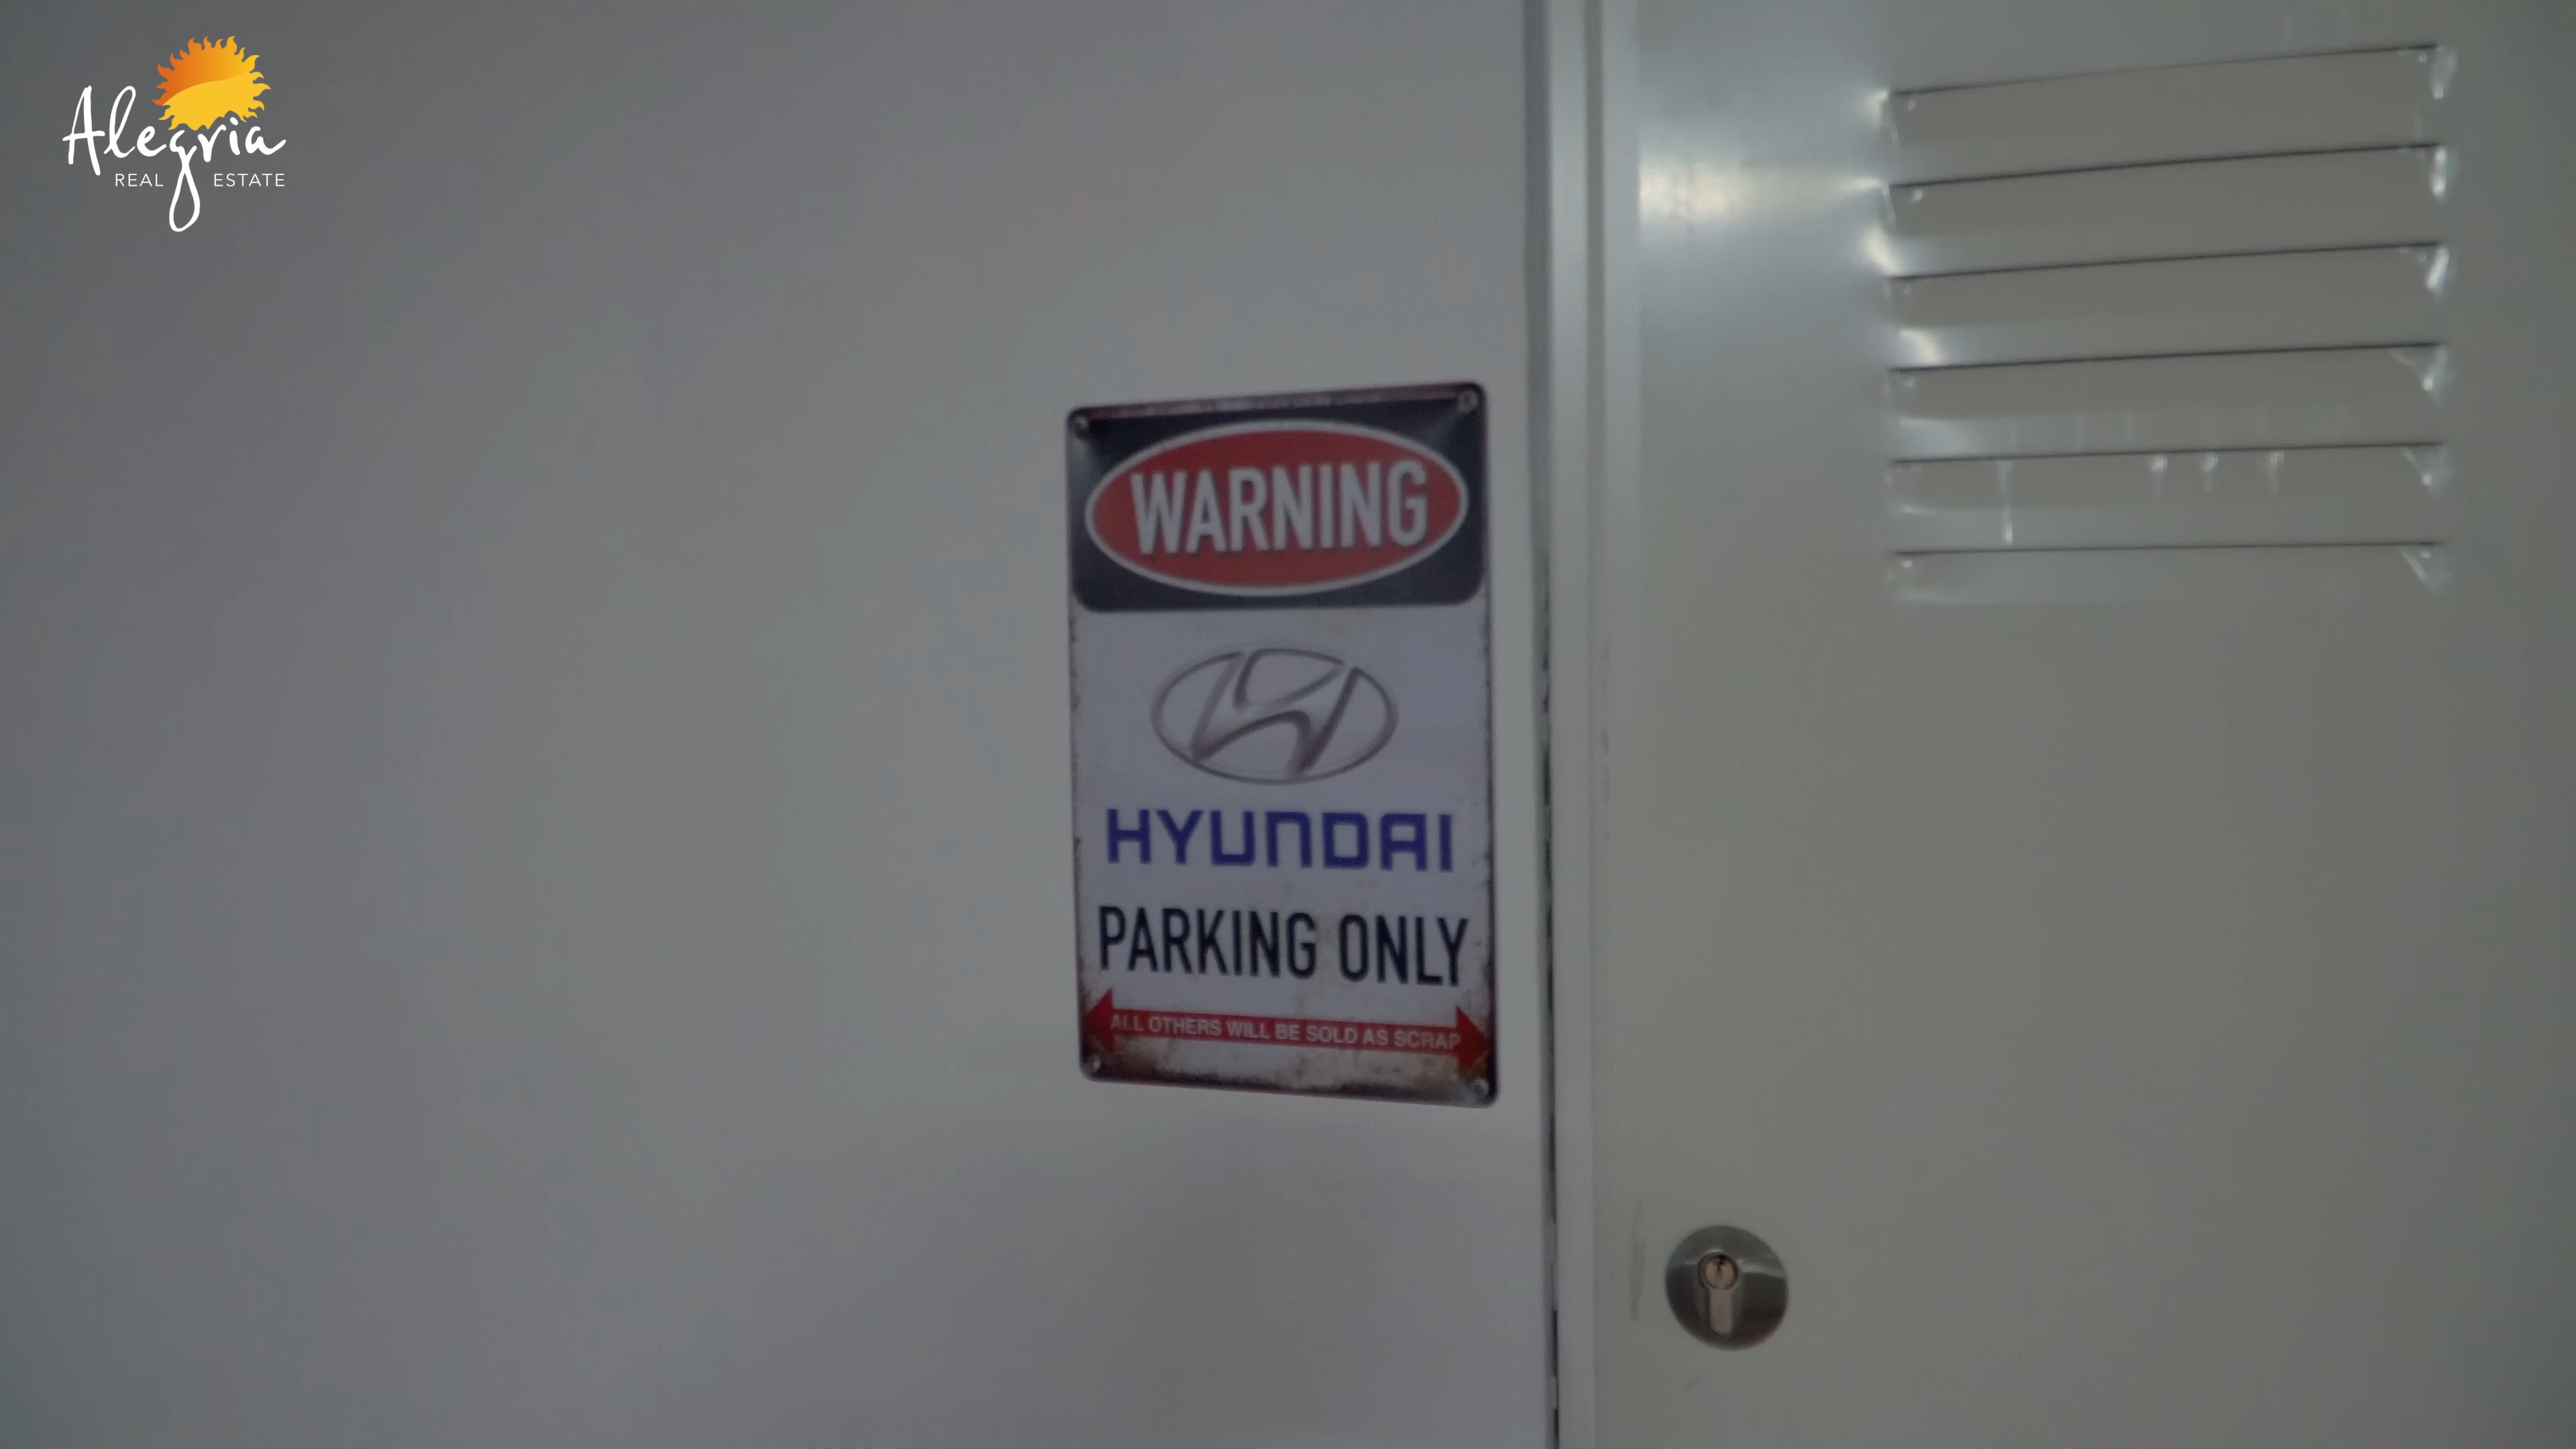 Alegria
REAL ESTATE
WARNING
HYUNDAI
PARKING ONLY
ALL OTHERS WILL BE SOLD AS SCRAP